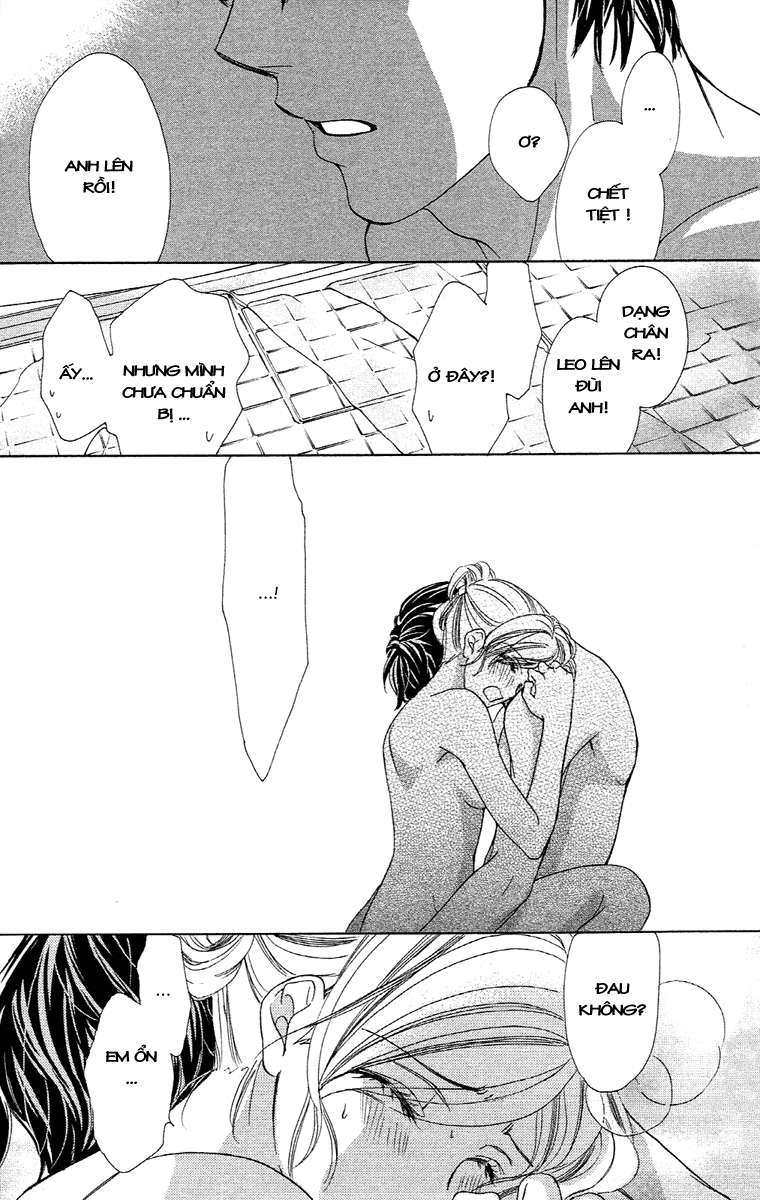 ...
CHẾT
TIỆT !
Ơ?
ANH LÊN
RỒI!
DẠNG
CHÂN
RA!
LEO LÊN
ĐÙI
ANH!
Ở ĐÂY?!
NHƯNG MÌNH
CHƯA CHUẨN
BỊ ...
ẤY...
...!
ĐAU
KHÔNG?
...
EM ỔN
...